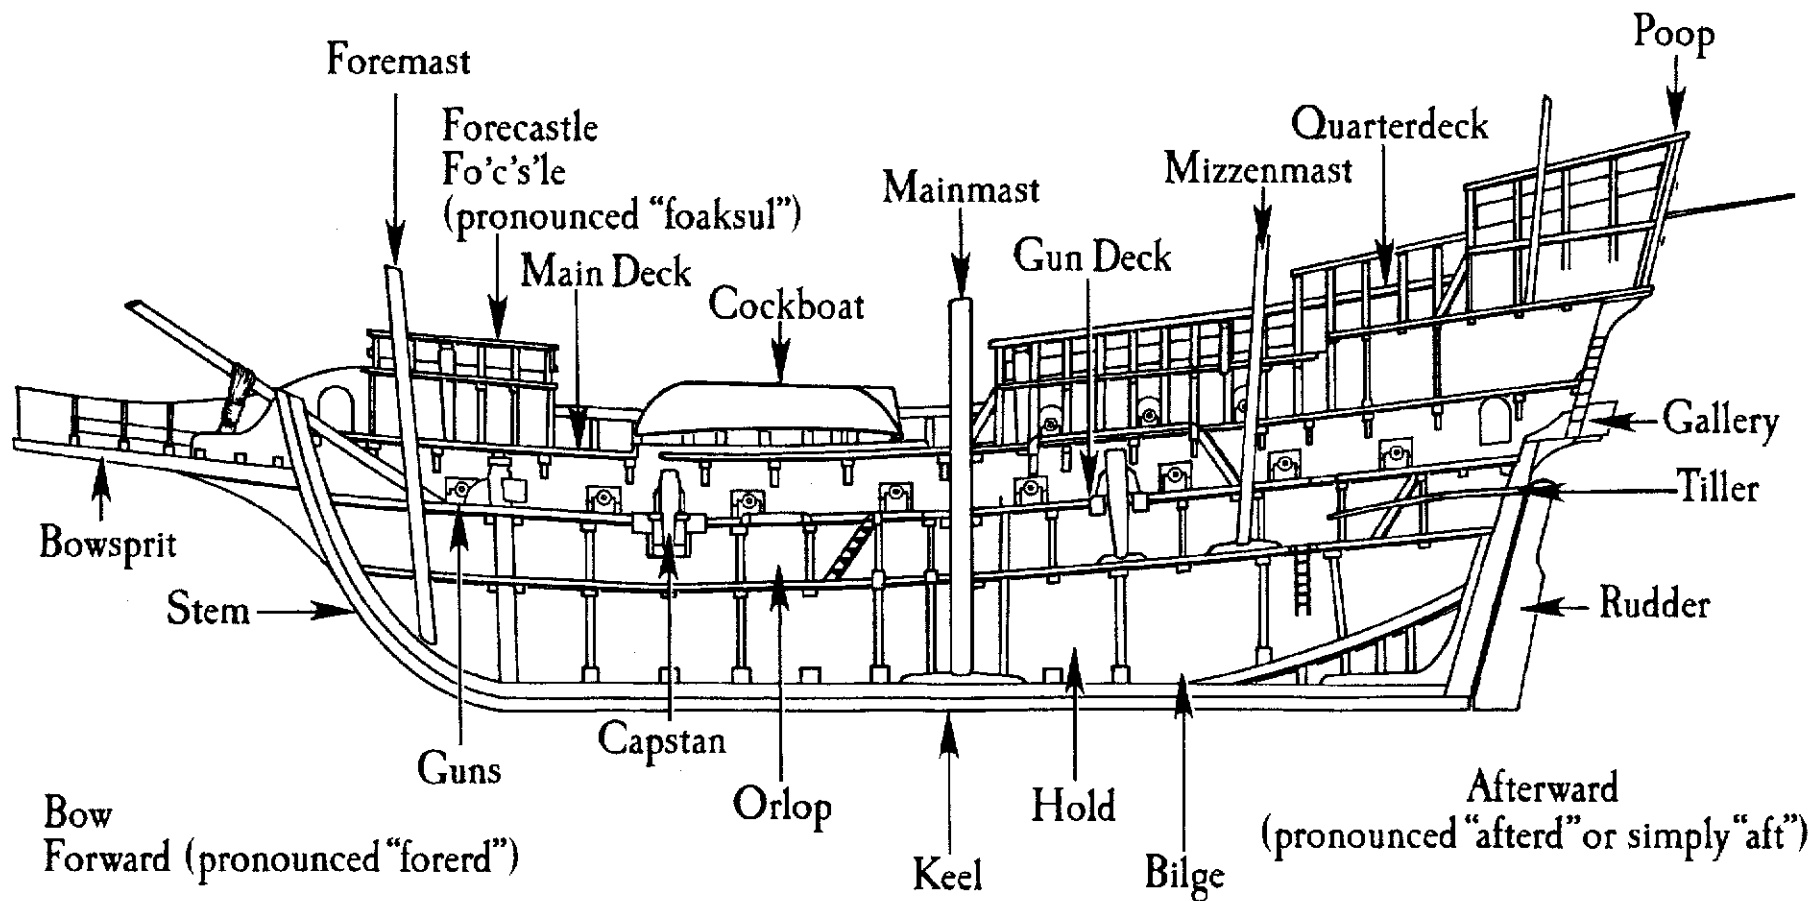 Poop
Foremast
Forecastle
Fo'c's'le
(pronounced “foaksul”)
Quarterdeck
Mizzenmast
Mainmast
Gun Deck
Main Deck
Cockboat
Gallery
Tiller
Bowsprit
Stem
Rudder
Capstan
Guns
Orlop
Hold
Keel
Bilge
Bow
Forward (pronounced “forerd”)
Afterward
(pronounced “afterd” or simply “aft”)